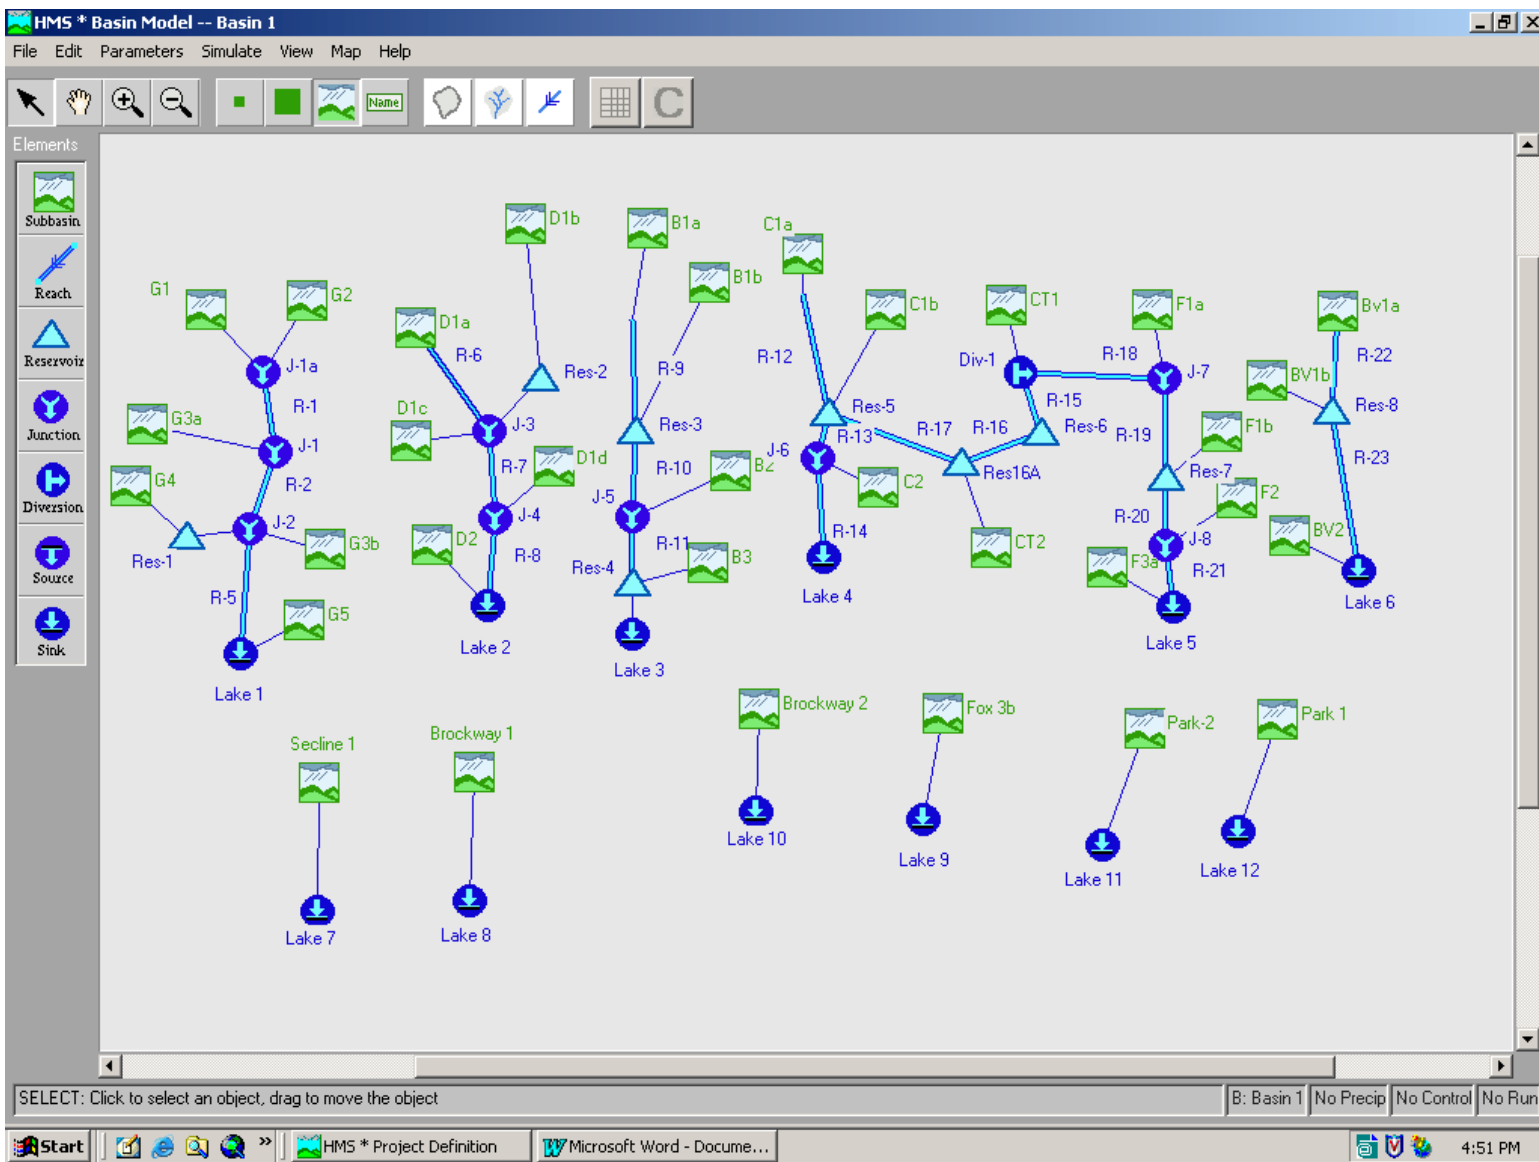 HMS * Basin Model -- Basin 1
File Edit Parameters Simulate View Map Help
Name
C
Elements
Subbasin
Reach
Reservoir
Junction
Diversion
Source
Sink
G1
G2
J-1a
R-1
G3a
J-1
R-2
G4
J-2
Res-1
G3b
R-5
G5
Lake 1
D1b
D1a
R-6
Res-2
D1c
J-3
R-7
D1d
J-4
D2
R-8
Lake 2
B1a
B1b
R-9
Res-3
R-10
B2
J-5
R-11
Res-4
B3
Lake 3
C1a
C1b
R-12
Res-5
R-13
J-6
C2
R-14
Lake 4
CT1
Div-1
R-15
R-16
R-17
Res-6
Res16A
CT2
F1a
R-18
J-7
R-19
F1b
Res-7
F2
R-20
J-8
F3a
R-21
Lake 5
Bv1a
R-22
BV1b
Res-8
R-23
BV2
Lake 6
Secline 1
Brockway 1
Brockway 2
Fox 3b
Park-2
Park 1
Lake 7
Lake 8
Lake 10
Lake 9
Lake 11
Lake 12
SELECT: Click to select an object, drag to move the object
B: Basin 1 No Precip No Control No Run
Start » HMS * Project Definition Microsoft Word - Docume... 4:51 PM